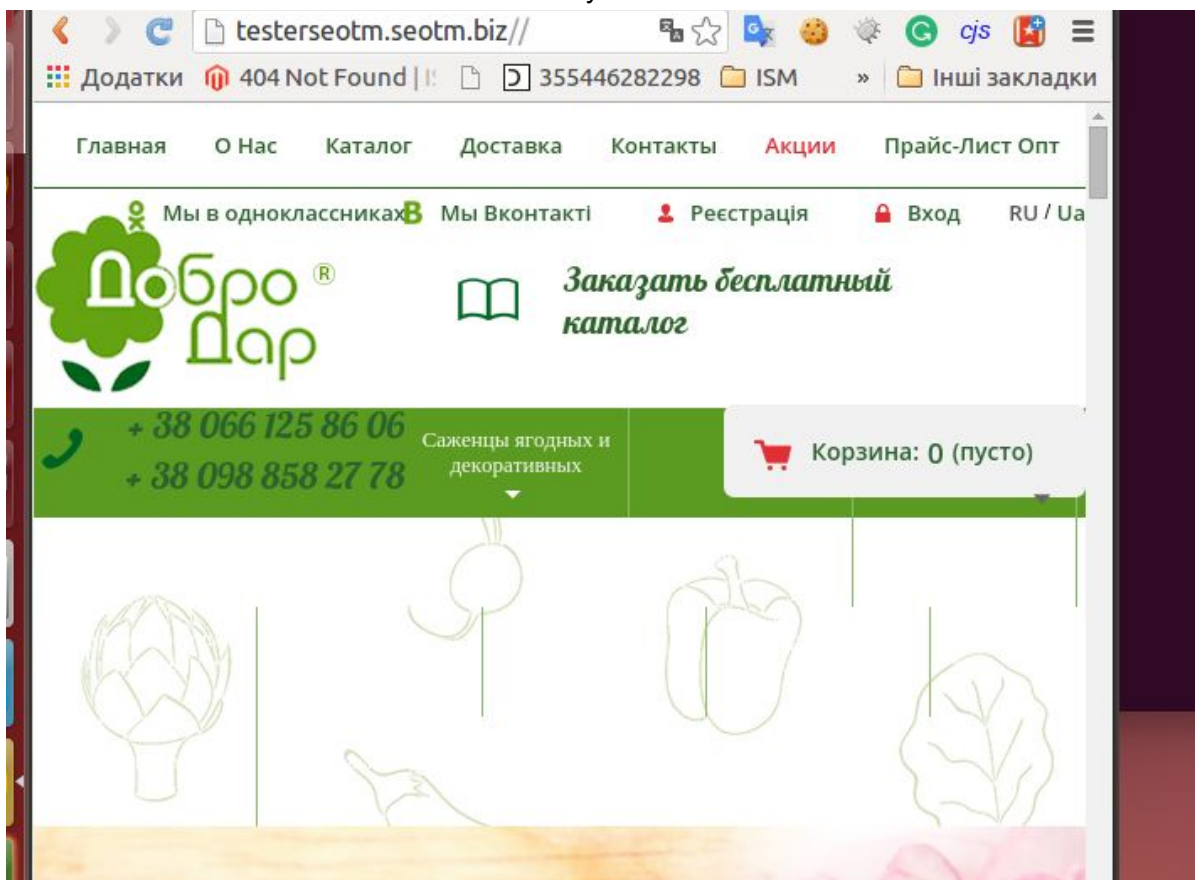 testerseotm.seotm.biz//
cjs
Додатки 404 Not Found | 355446282298 ISM » Інші закладки
Главная О Нас Каталог Доставка Контакты Акции Прайс-Лист Опт
Мы в одноклассниках В Мы Вконтакті Реєстрація Вход RU / Ua
Добро ®
Дар
Заказать бесплатный
каталог
+ 38 066 125 86 06
+ 38 098 858 27 78
Саженцы ягодных и
декоративных
Корзина: 0 (пусто)